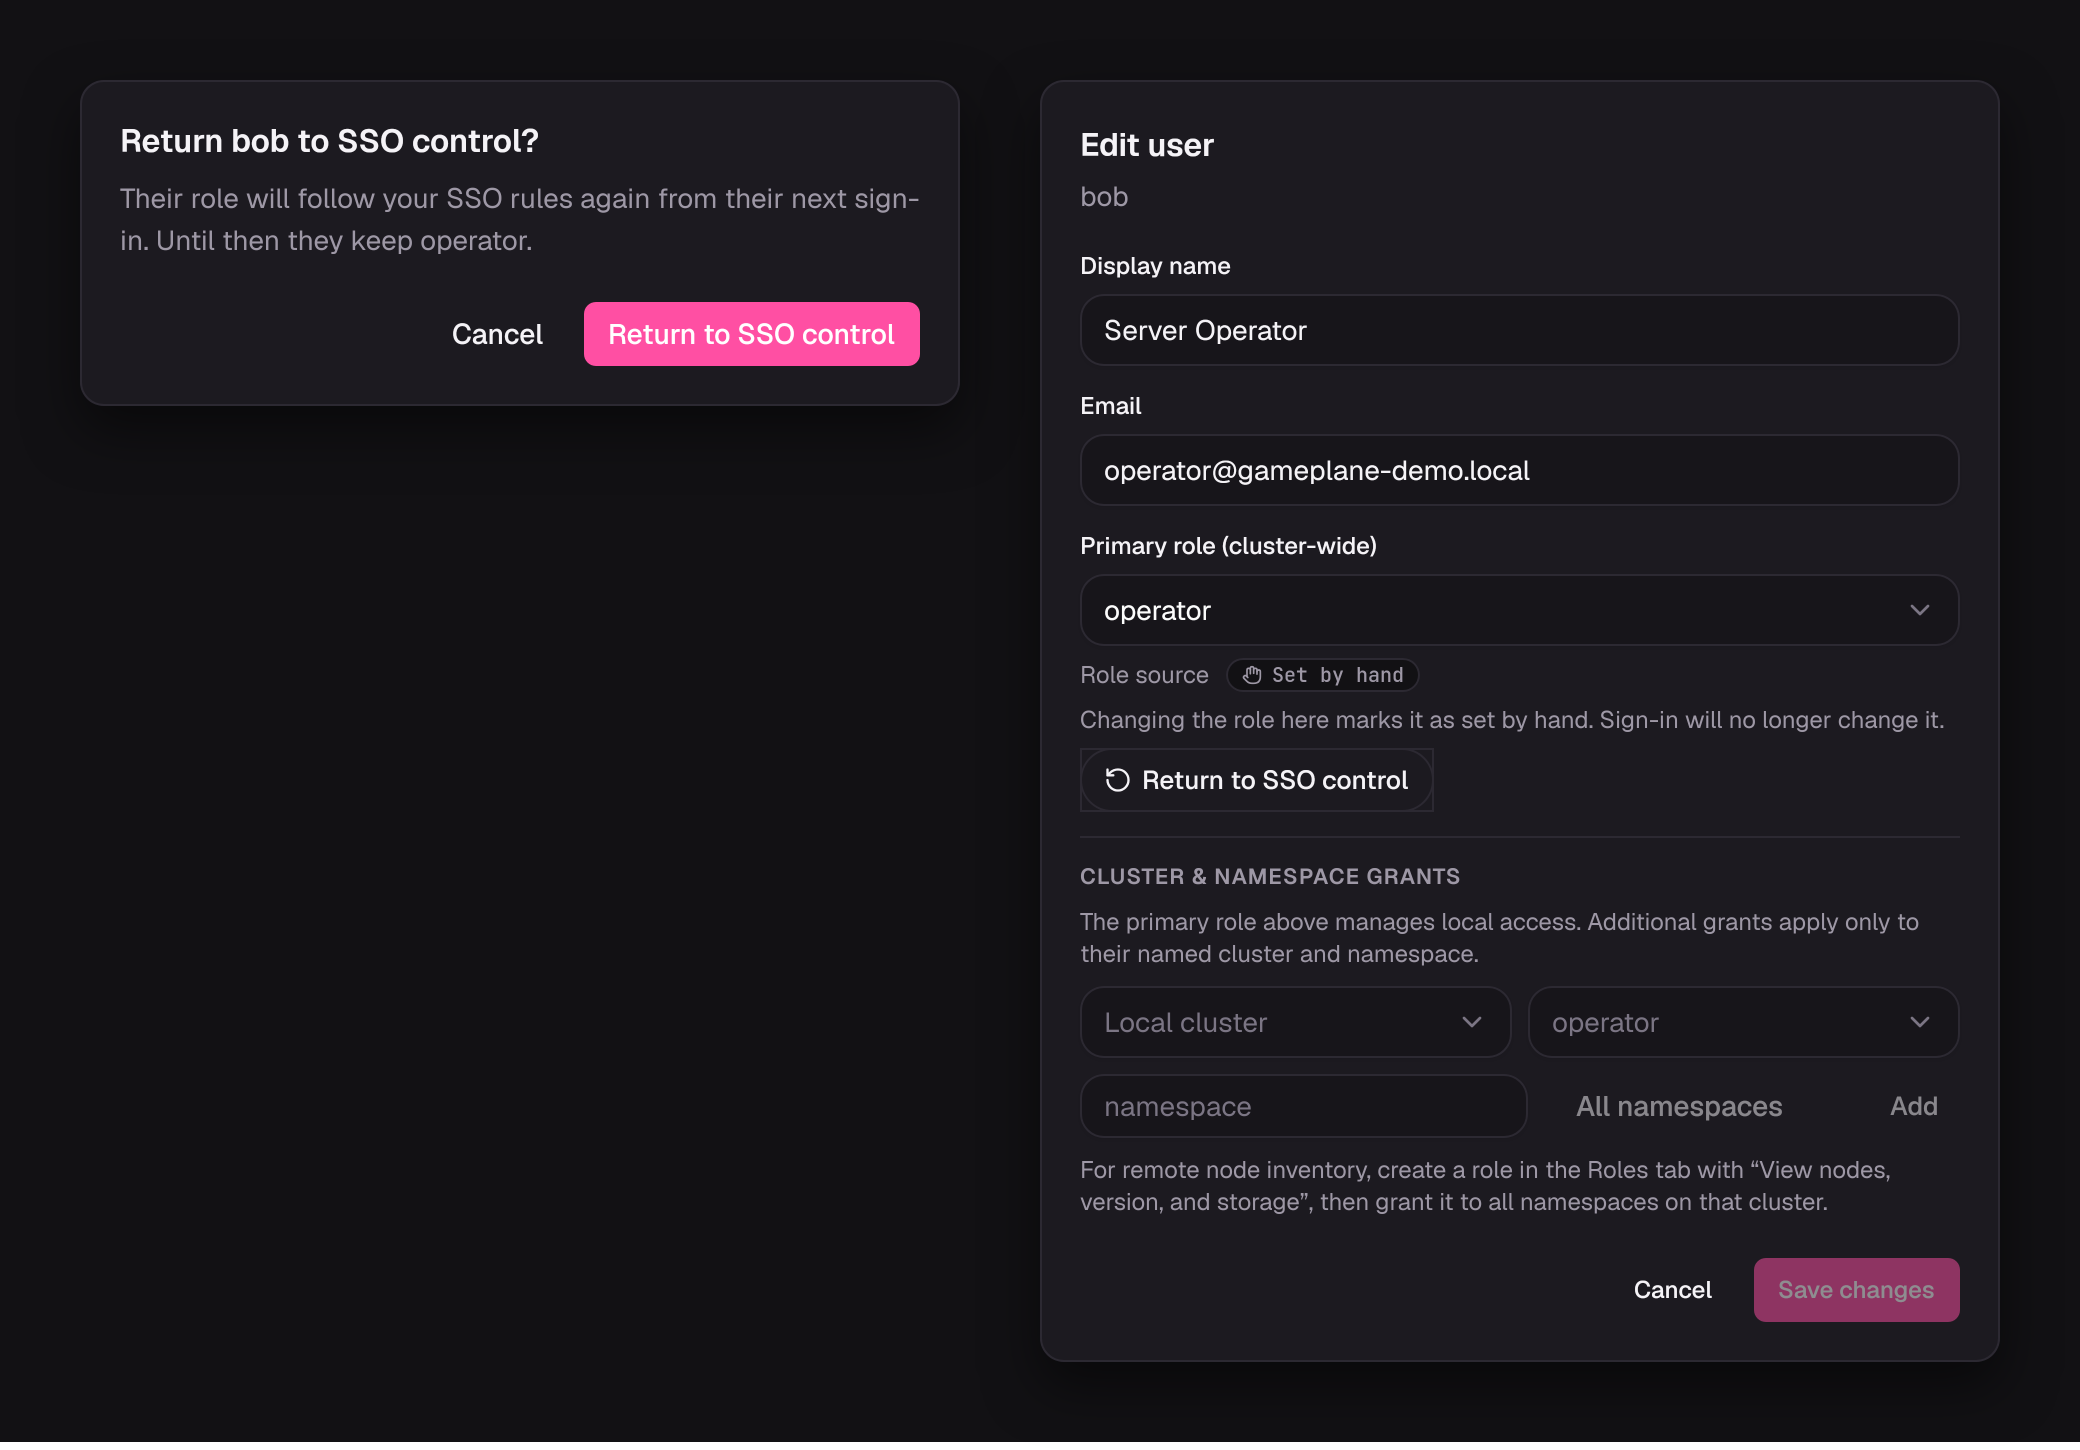 Return bob to SSO control?
Their role will follow your SSO rules again from their next sign-
in. Until then they keep operator.
Cancel
Return to SSO control
Edit user
bob
Display name
Server Operator
Email
operator@gameplane-demo.local
Primary role (cluster-wide)
operator
Role source Set by hand
Changing the role here marks it as set by hand. Sign-in will no longer change it.
Return to SSO control
CLUSTER & NAMESPACE GRANTS
The primary role above manages local access. Additional grants apply only to
their named cluster and namespace.
Local cluster
operator
namespace
All namespaces
Add
For remote node inventory, create a role in the Roles tab with “View nodes,
version, and storage”, then grant it to all namespaces on that cluster.
Cancel
Save changes